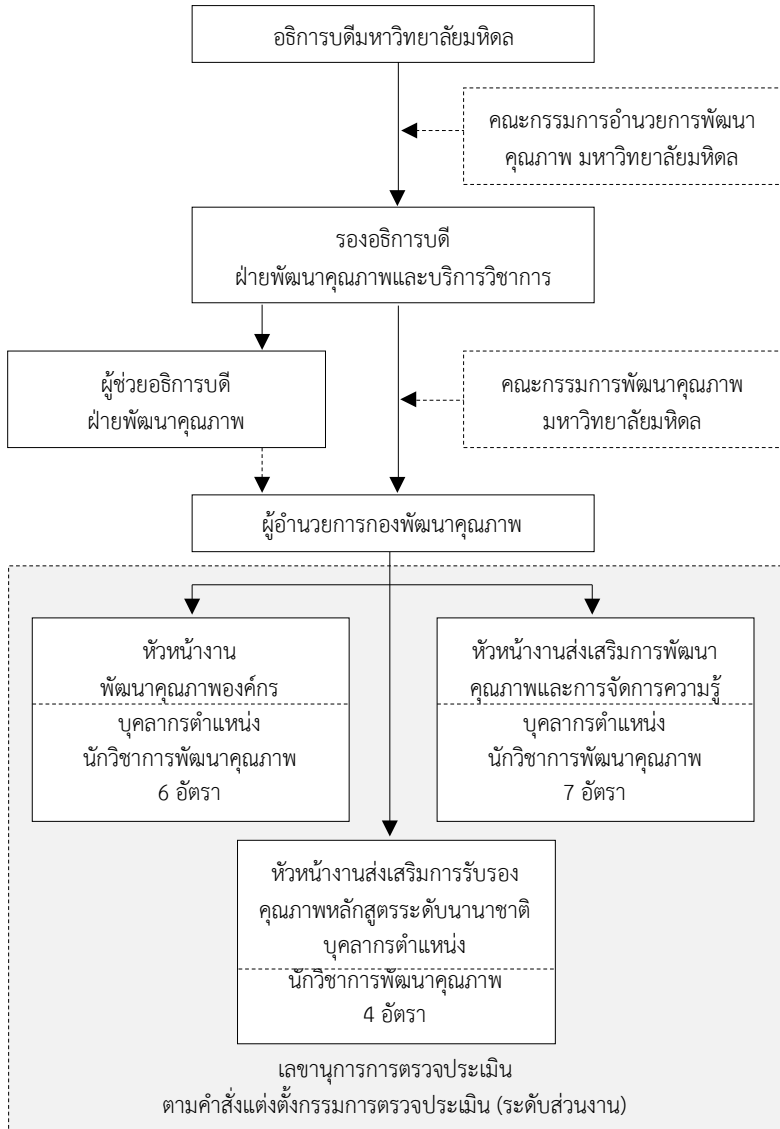 อธิการบดีมหาวิทยาลัยมหิดล
คณะกรรมการอำนวยการพัฒนา
คุณภาพ มหาวิทยาลัยมหิดล
รองอธิการบดี
ฝ่ายพัฒนาคุณภาพและบริการวิชาการ
ผู้ช่วยอธิการบดี
ฝ่ายพัฒนาคุณภาพ
คณะกรรมการพัฒนาคุณภาพ
มหาวิทยาลัยมหิดล
ผู้อำนวยการกองพัฒนาคุณภาพ
หัวหน้างาน
พัฒนาคุณภาพองค์กร
บุคลากรตำแหน่ง
นักวิชาการพัฒนาคุณภาพ
6 อัตรา
หัวหน้างานส่งเสริมการพัฒนา
คุณภาพและการจัดการความรู้
บุคลากรตำแหน่ง
นักวิชาการพัฒนาคุณภาพ
7 อัตรา
หัวหน้างานส่งเสริมการรับรอง
คุณภาพหลักสูตรระดับนานาชาติ
บุคลากรตำแหน่ง
นักวิชาการพัฒนาคุณภาพ
4 อัตรา
เลขานุการการตรวจประเมิน
ตามคำสั่งแต่งตั้งกรรมการตรวจประเมิน (ระดับส่วนงาน)